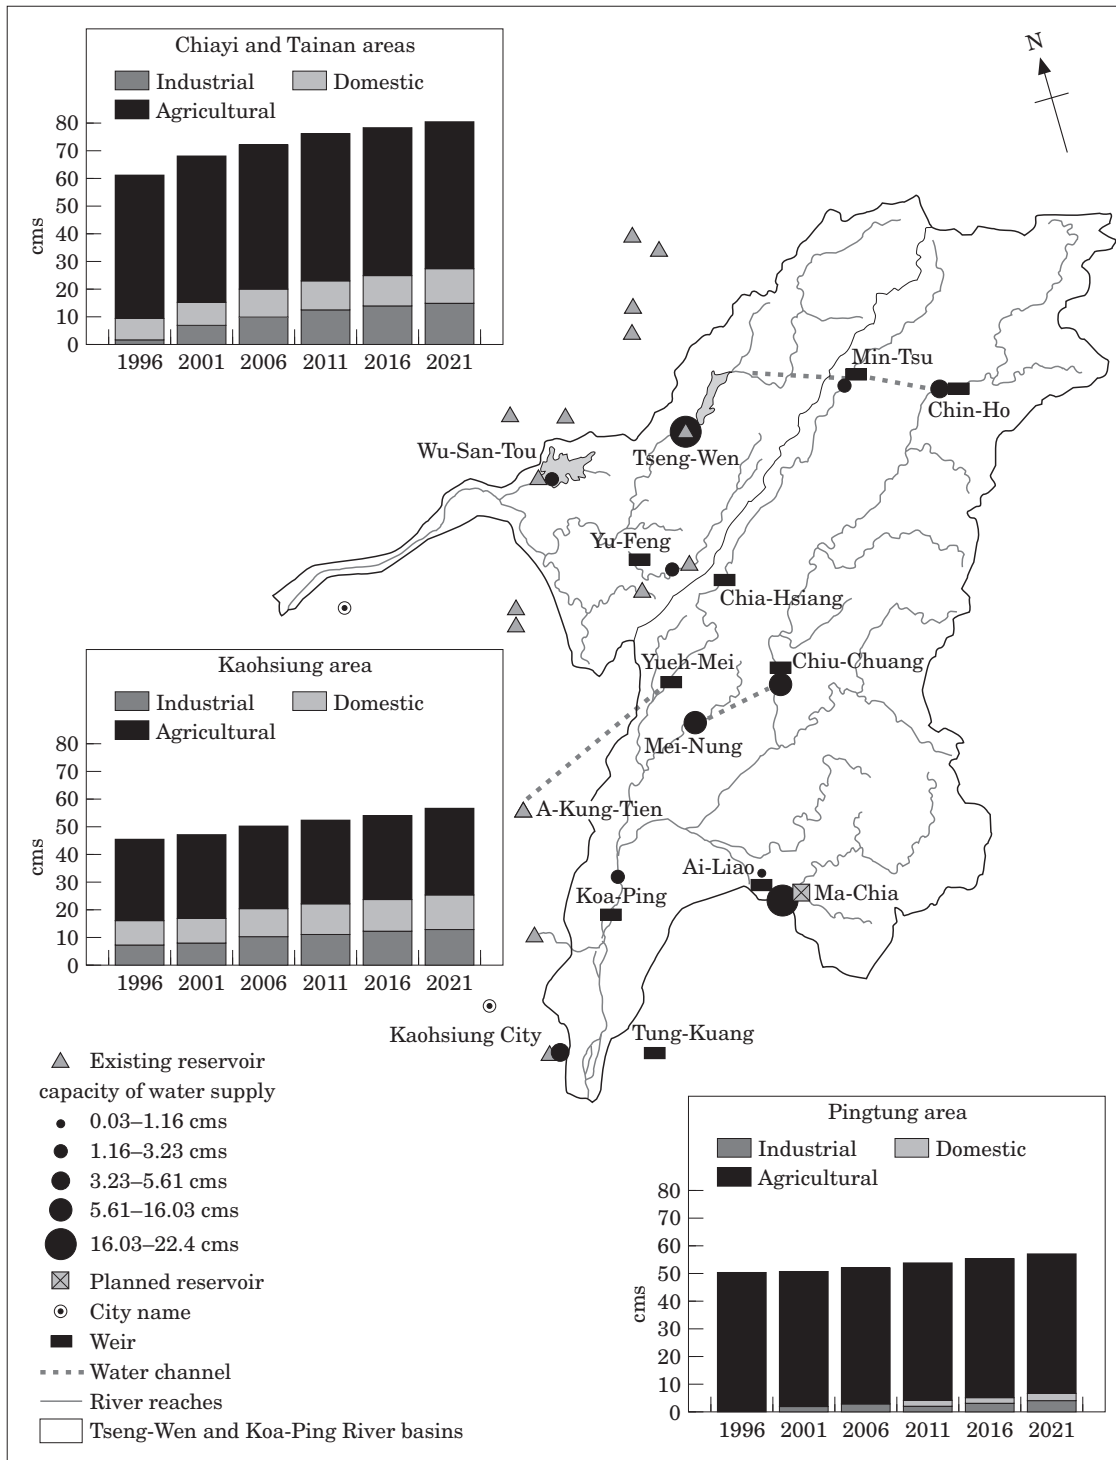 Chiayi and Tainan areas
Industrial
Domestic
Agricultural
80
70
60
50
40
30
20
10
0
cms
1996 2001 2006 2011 2016 2021
N
Min-Tsu
Chin-Ho
Wu-San-Tou
Tseng-Wen
Yu-Feng
Chia-Hsiang
Yueh-Mei
Chiu-Chuang
Mei-Nung
A-Kung-Tien
Ai-Liao
Koa-Ping
Ma-Chia
Kaohsiung City
Tung-Kuang
Kaohsiung area
Industrial
Domestic
Agricultural
80
70
60
50
40
30
20
10
0
cms
1996 2001 2006 2011 2016 2021
Existing reservoir
capacity of water supply
0.03–1.16 cms
1.16–3.23 cms
3.23–5.61 cms
5.61–16.03 cms
16.03–22.4 cms
Planned reservoir
City name
Weir
Water channel
River reaches
Tseng-Wen and Koa-Ping River basins
Pingtung area
Industrial
Domestic
Agricultural
80
70
60
50
40
30
20
10
0
cms
1996 2001 2006 2011 2016 2021